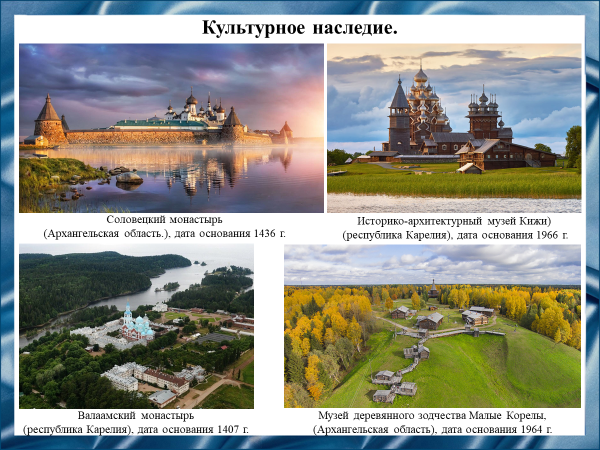 Культурное наследие.
Соловецкий монастырь
(Архангельская область.), дата основания 1436 г.
Историко-архитектурный музей Кижи)
(республика Карелия), дата основания 1966 г.
Валаамский монастырь
(республика Карелия), дата основания 1407 г.
Музей деревянного зодчества Малые Корелы,
(Архангельская область), дата основания 1964 г.